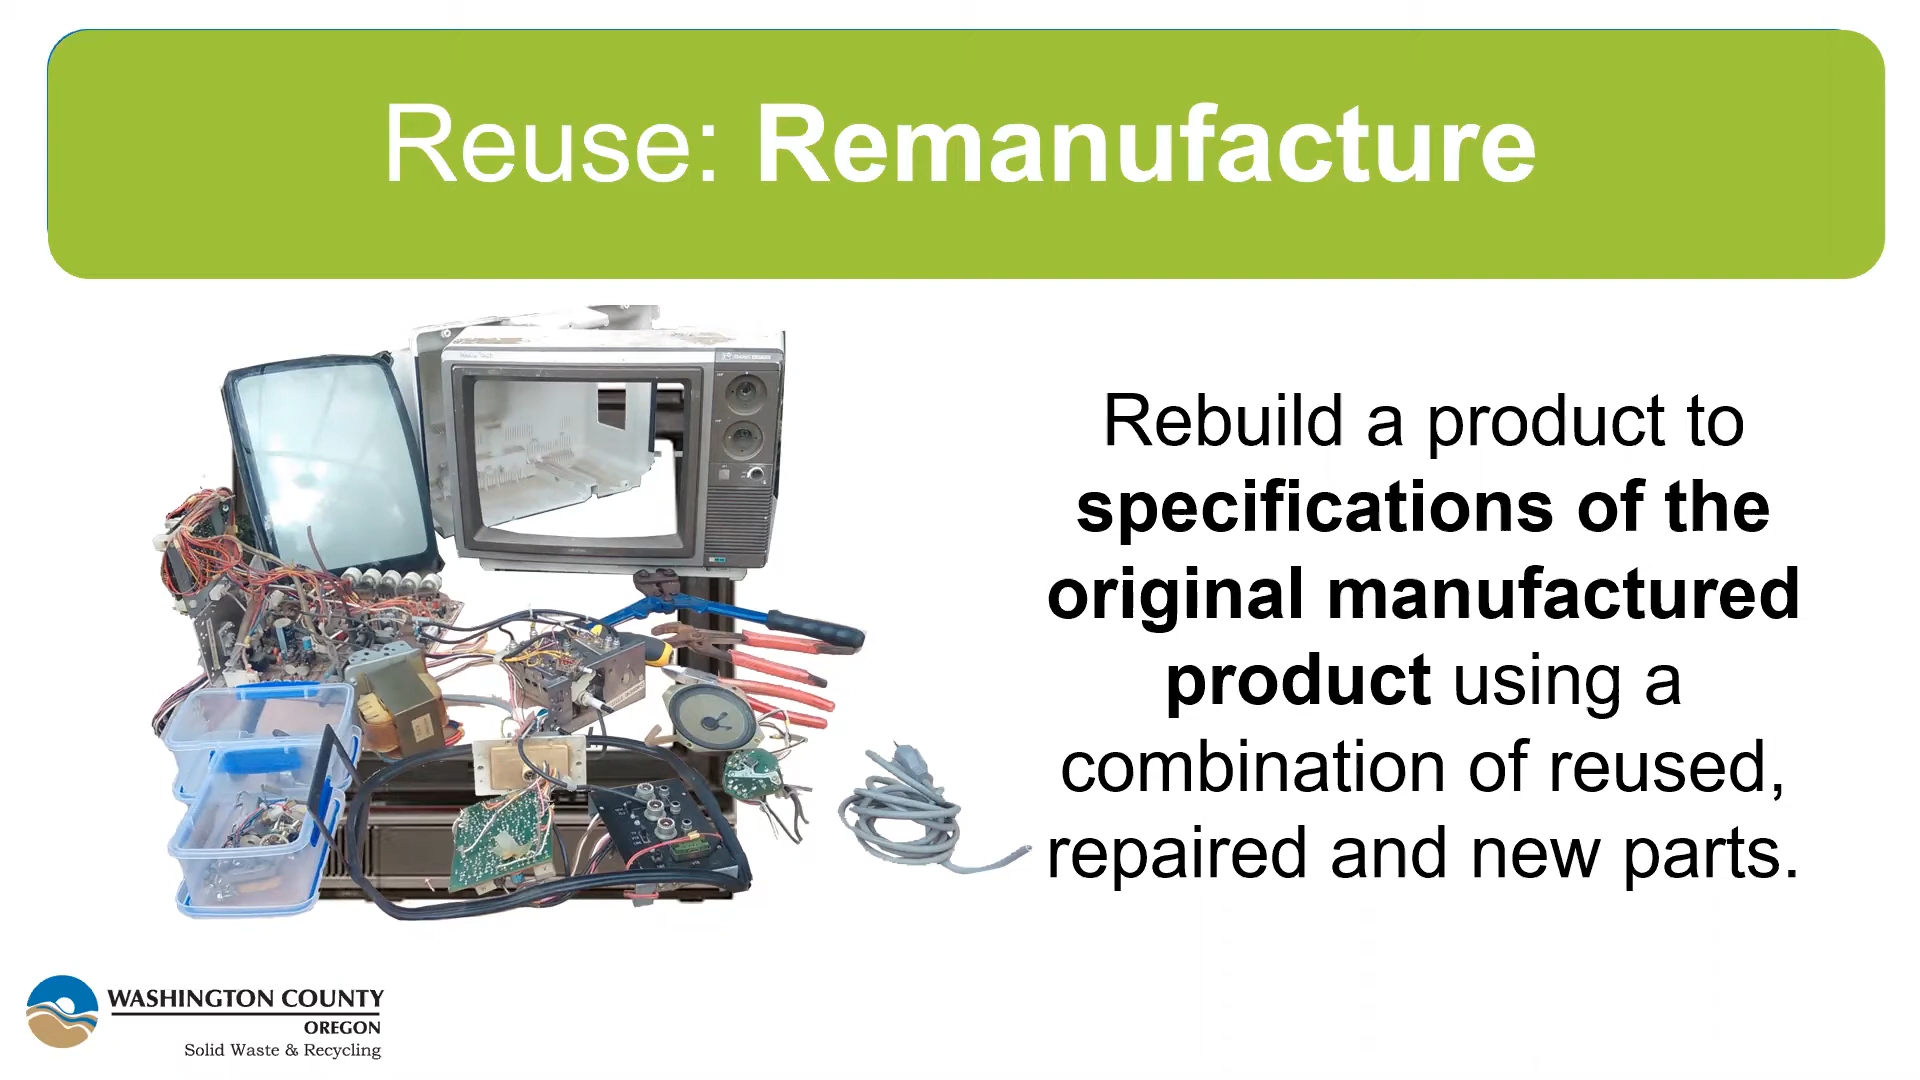 Reuse: Remanufacture
Rebuild a product to
specifications of the
original manufactured
product using a
combination of reused,
repaired and new parts.
WASHINGTON COUNTY
OREGON
Solid Waste & Recycling